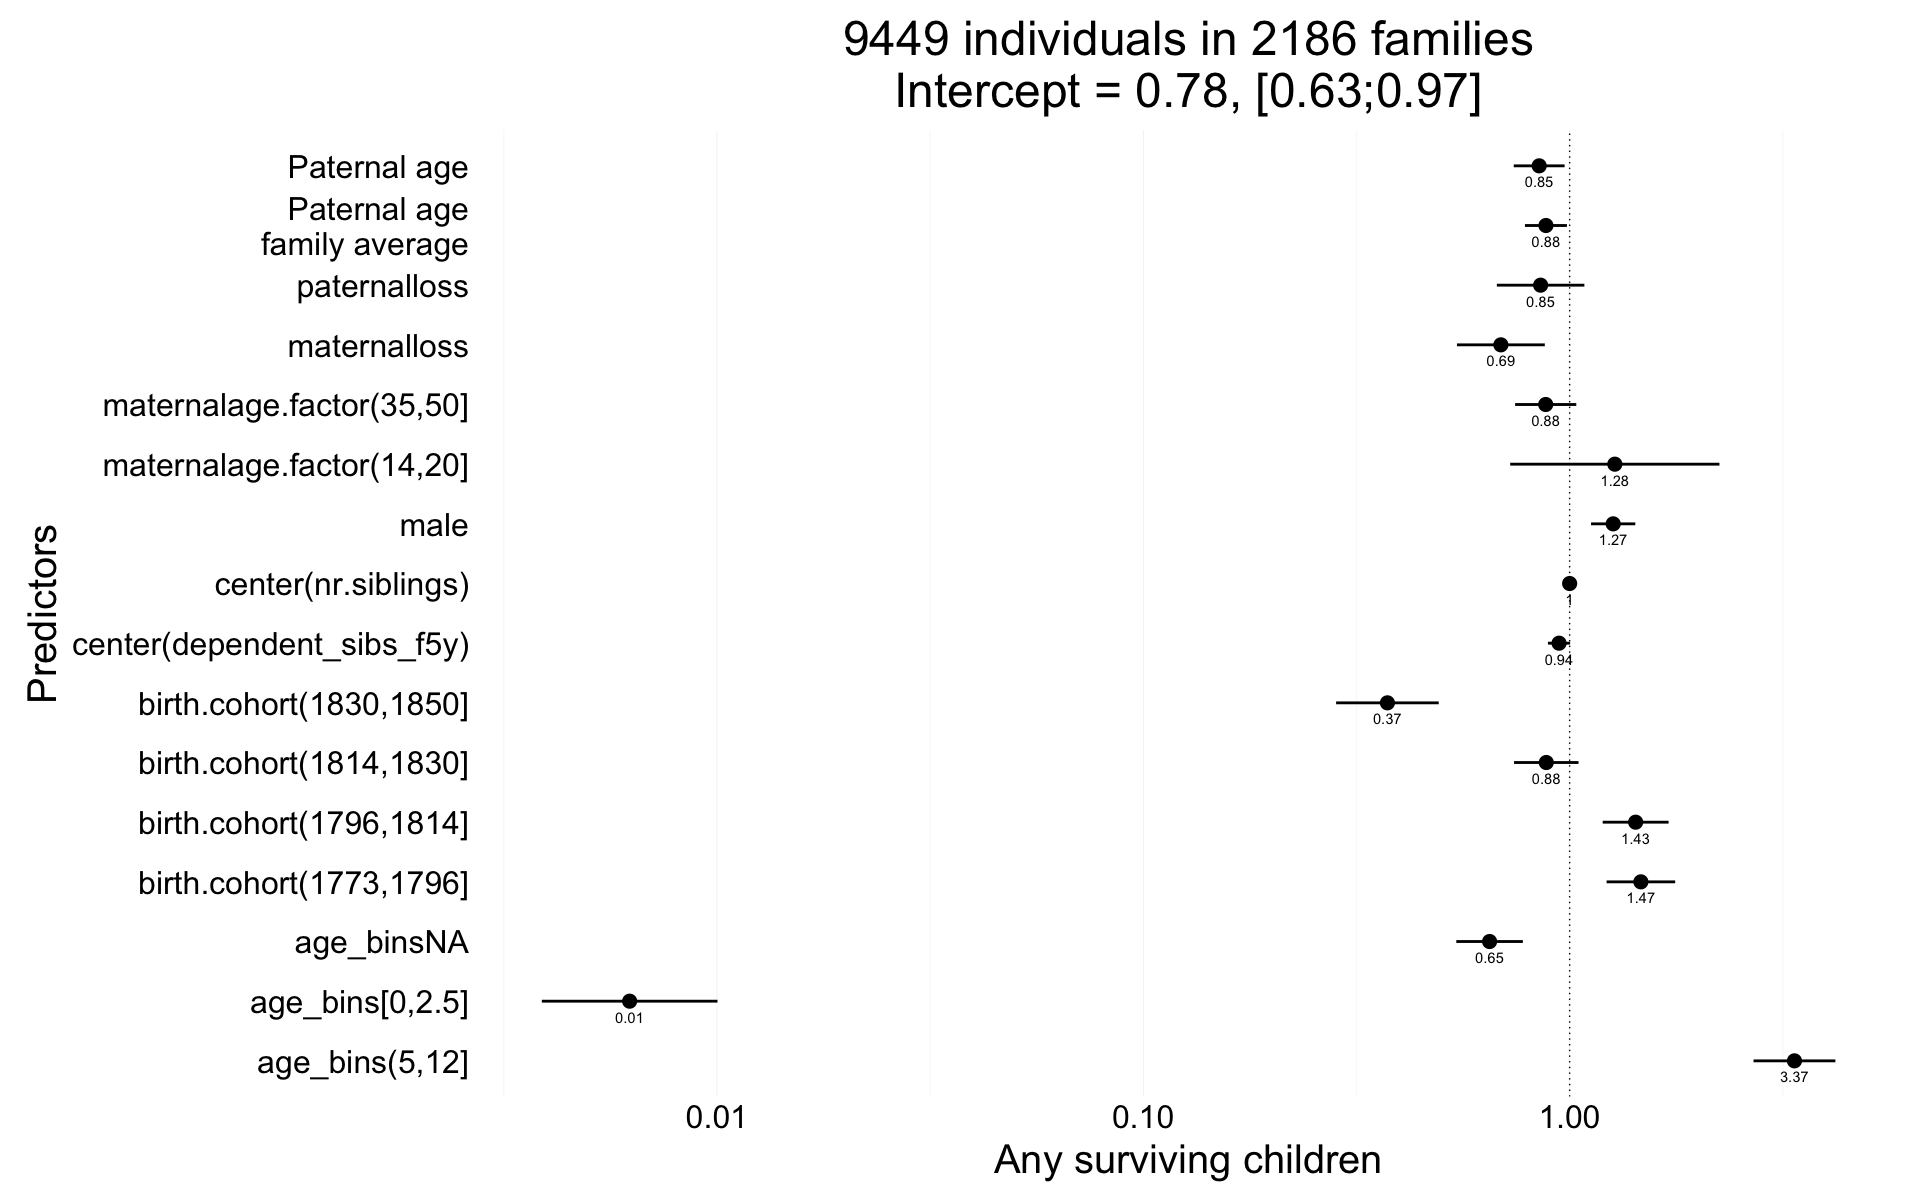 9449 individuals in 2186 families
Intercept = 0.78, [0.63;0.97]
Predictors
Paternal age
0.85
Paternal age
family average
0.88
paternalloss
0.85
maternalloss
0.69
maternalage.factor(35,50]
0.88
maternalage.factor(14,20]
1.28
male
1.27
center(nr.siblings)
1
center(dependent_sibs_f5y)
0.94
birth.cohort(1830,1850]
0.37
birth.cohort(1814,1830]
0.88
birth.cohort(1796,1814]
1.43
birth.cohort(1773,1796]
1.47
age_binsNA
0.65
age_bins[0,2.5]
0.01
age_bins(5,12]
3.37
0.01 0.10 1.00
Any surviving children